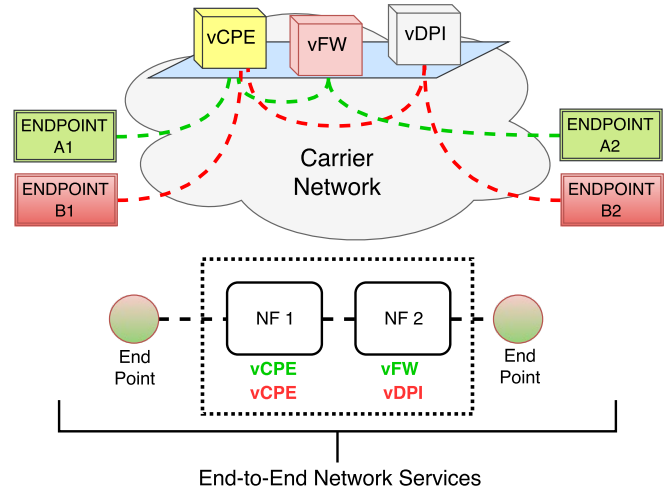 vCPE
vFW
vDPI
ENDPOINT
A1
ENDPOINT
A2
Carrier
Network
ENDPOINT
B1
ENDPOINT
B2
NF 1
NF 2
End
Point
End
Point
vCPE
vFW
vCPE
vDPI
End-to-End Network Services